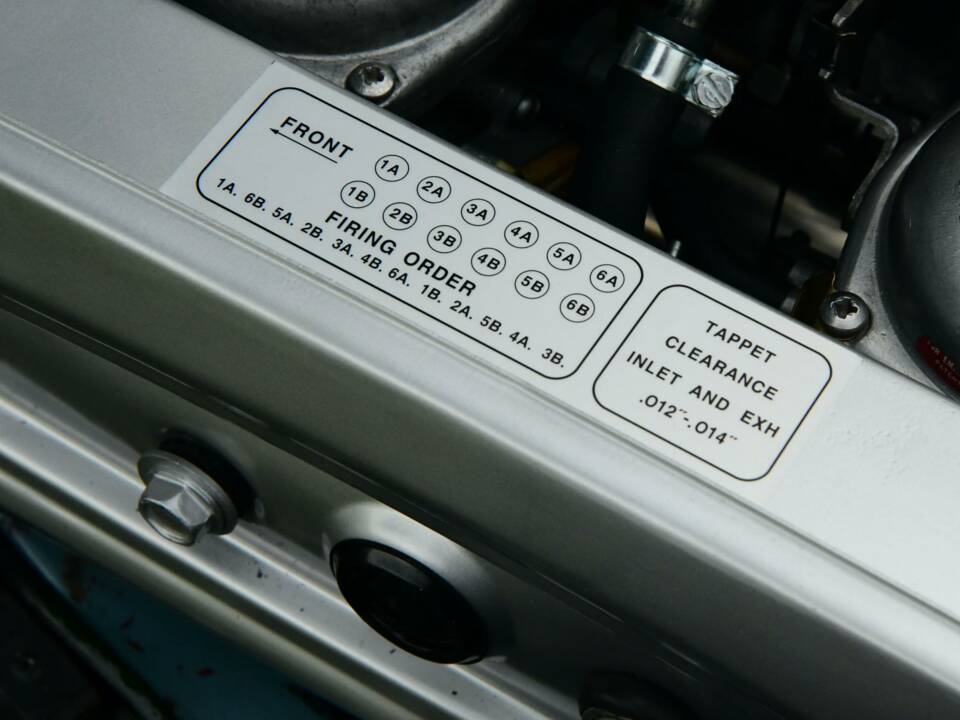 FRONT
1A 2A 3A 4A 5A 6A
1B 2B 3B 4B 5B 6B
FIRING ORDER
1A. 6B. 5A. 2B. 3A. 4B. 6A. 1B. 2A. 5B. 4A. 3B.
TAPPET
CLEARANCE
INLET AND EXH
.012″-.014″